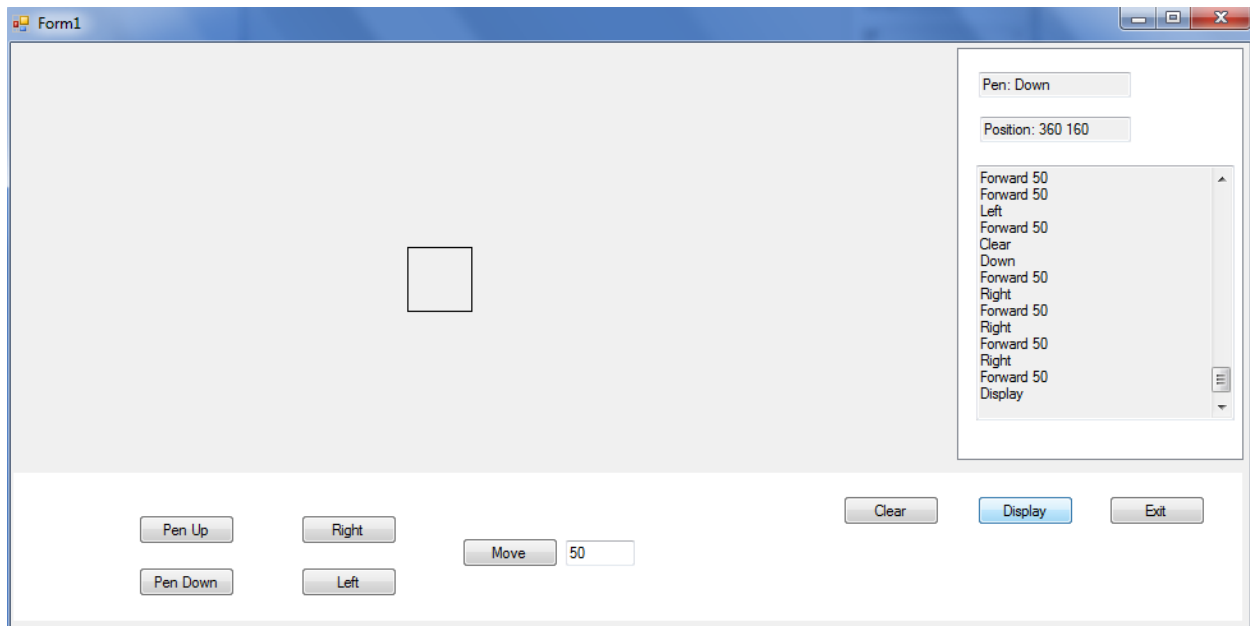 Form1
Pen: Down
Position: 360 160
Forward 50
Forward 50
Left
Forward 50
Clear
Down
Forward 50
Right
Forward 50
Right
Forward 50
Right
Forward 50
Display
Clear
Display
Exit
Pen Up
Right
Move
50
Pen Down
Left